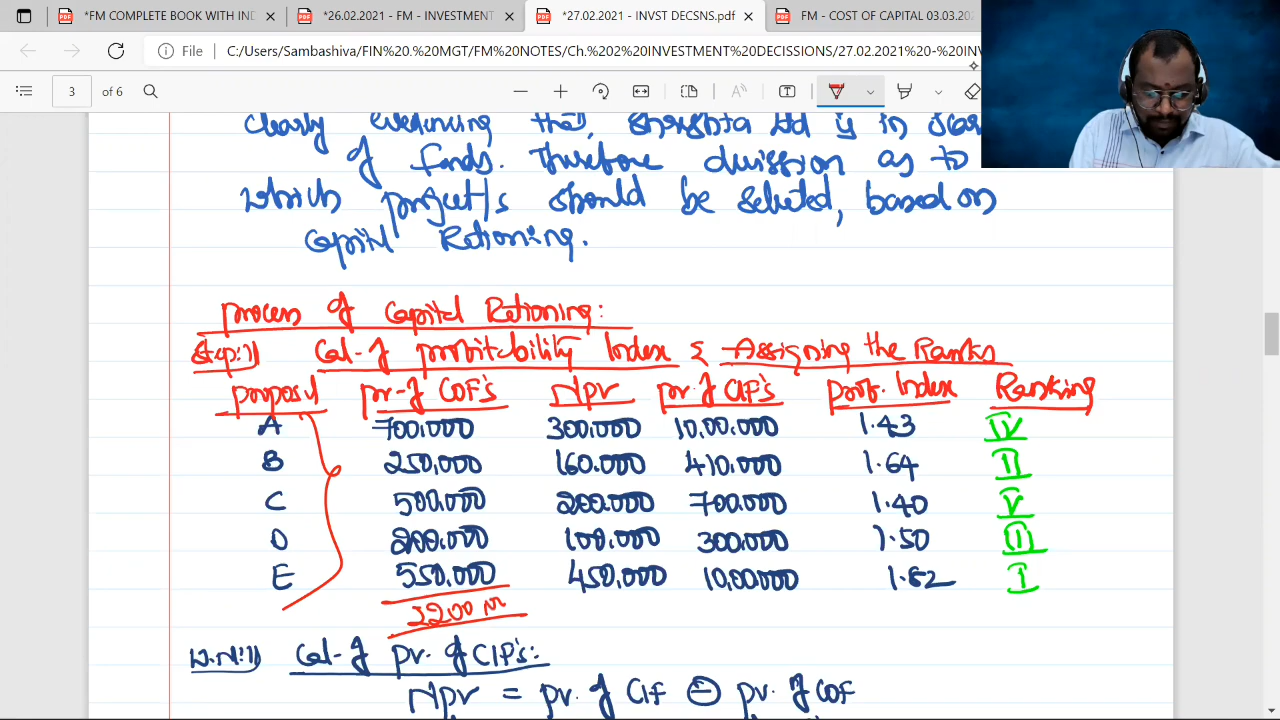 *FM COMPLETE BOOK WITH IND
*26.02.2021 - FM - INVESTMENT
*27.02.2021 - INVST DECSNS.pdf
FM - COST OF CAPITAL 03.03.20
File
C:/Users/Sambashiva/FIN%20.%20MGT/FM%20NOTES/Ch.%202%20INVESTMENT%20DECISSIONS/27.02.2021%20-%20INV
3 of 6
clearly that, Ltd is in
of funds. Therefore decission as to
which project/s should be selected, based on
Capital Rationing.
Process of Capital Rationing:
Step:1) Cal-of profitability Index & Assigning the Ranks
proposal pv-of COF's NPV pv.of CIF's prof. Index Ranking
A 700.000 300.000 10,00.000 1.43 IV
B 250.000 160.000 410.000 1.64 II
C 500.000 200.000 700.000 1.40 V
D 200.000 100.000 300.000 1.50 III
E 550.000 450.000 10,00000 1.82 I
2200
W.N:1) Cal-of pv. of CIF's:-
NPV = pv. of CIF - pv. of COF